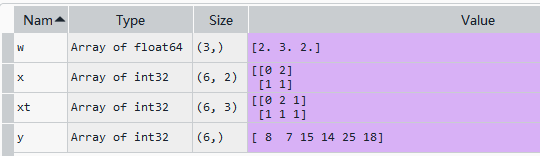 Nam Type Size Value
w Array of float64 (3,) [2. 3. 2.]
x Array of int32 (6, 2) [[0 2]
[1 1]
xt Array of int32 (6, 3) [[0 2 1]
[1 1 1]
y Array of int32 (6,) [ 8  7 15 14 25 18]